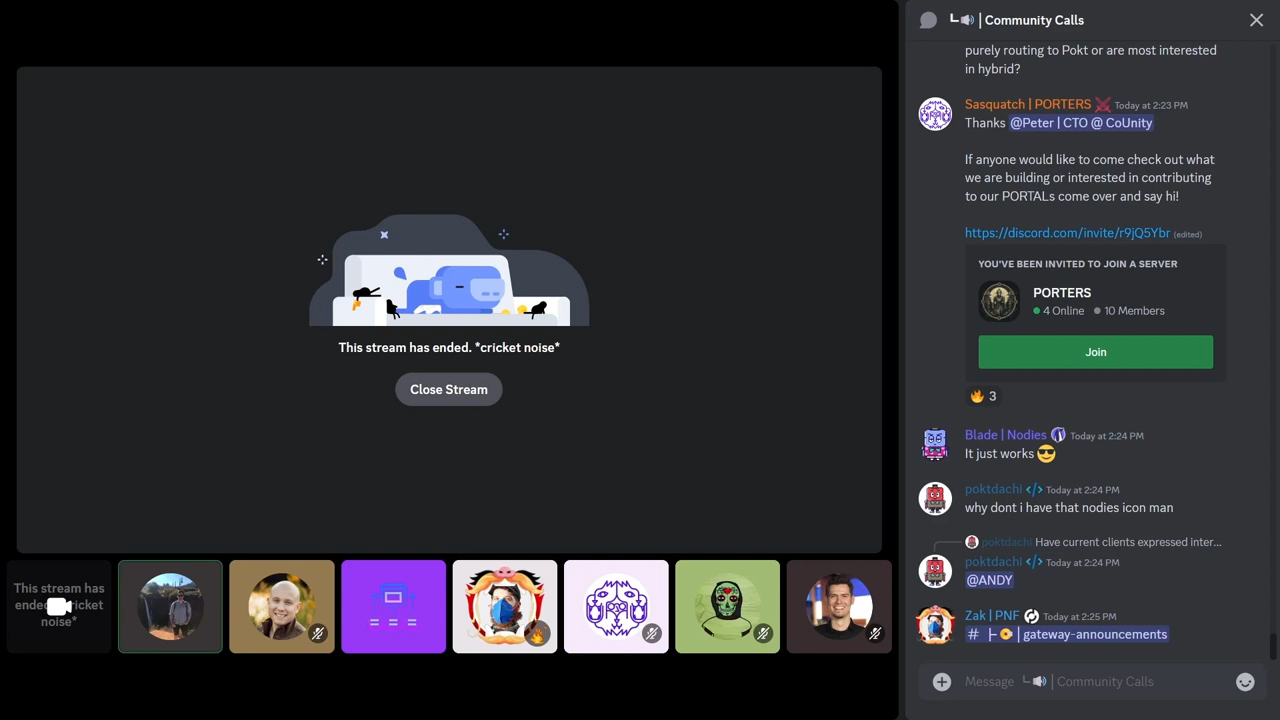 This stream has ended. *cricket noise*
Close Stream
This stream has
ended. *cricket
noise*
└🔊 | Community Calls
purely routing to Pokt or are most interested
in hybrid?
Sasquatch | PORTERS Today at 2:23 PM
Thanks @Peter | CTO @ CoUnity
If anyone would like to come check out what
we are building or interested in contributing
to our PORTALs come over and say hi!
https://discord.com/invite/r9jQ5Ybr (edited)
YOU'VE BEEN INVITED TO JOIN A SERVER
PORTERS
4 Online 10 Members
Join
🔥 3
Blade | Nodies Today at 2:24 PM
It just works 😎
poktdachi </> Today at 2:24 PM
why dont i have that nodies icon man
poktdachi Have current clients expressed inter...
poktdachi </> Today at 2:24 PM
@ANDY
Zak | PNF Today at 2:25 PM
# ├ | gateway-announcements
Message └🔊 | Community Calls